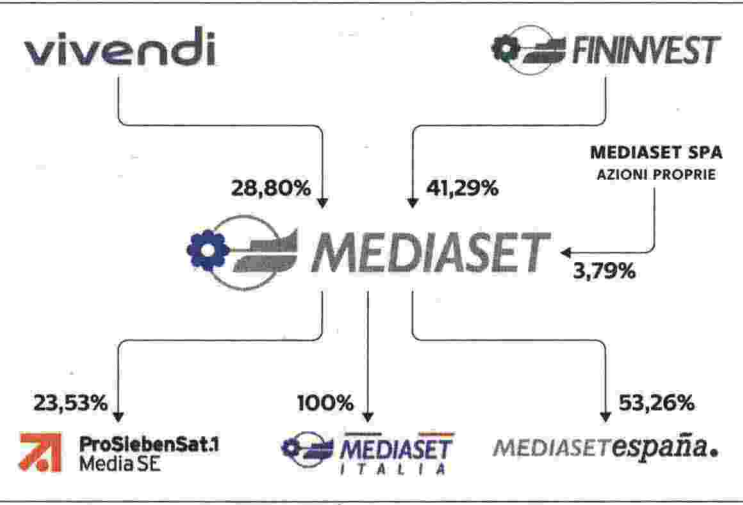 vivendi
FININVEST
MEDIASET SPA
AZIONI PROPRIE
28,80%
41,29%
MEDIASET
3,79%
23,53%
100%
53,26%
ProSiebenSat.1
Media SE
MEDIASET
ITALIA
MEDIASETespaña.